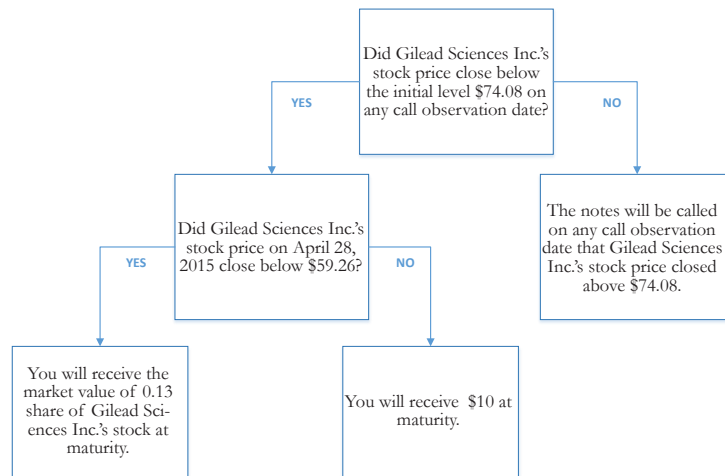 Did Gilead Sciences Inc.'s
stock price close below
the initial level $74.08 on
any call observation date?
YES
NO
Did Gilead Sciences Inc.'s
stock price on April 28,
2015 close below $59.26?
The notes will be called
on any call observation
date that Gilead Sciences
Inc.'s stock price closed
above $74.08.
YES
NO
You will receive the
market value of 0.13
share of Gilead Sci-
ences Inc.'s stock at
maturity.
You will receive $10 at
maturity.